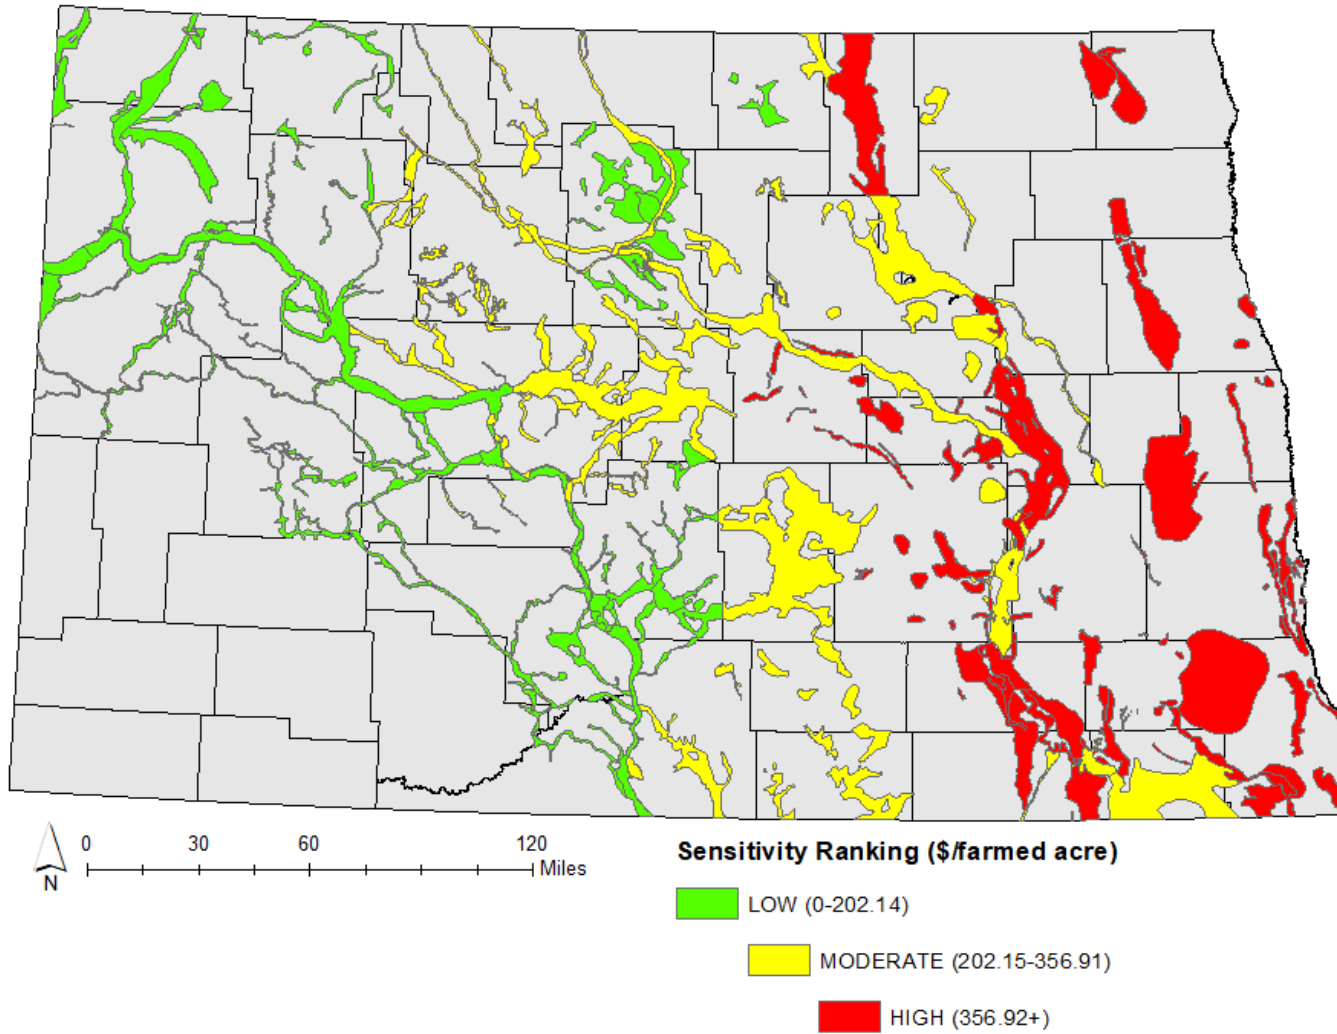 0 30 60 120
Miles
N
Sensitivity Ranking ($/farmed acre)
LOW (0-202.14)
MODERATE (202.15-356.91)
HIGH (356.92+)